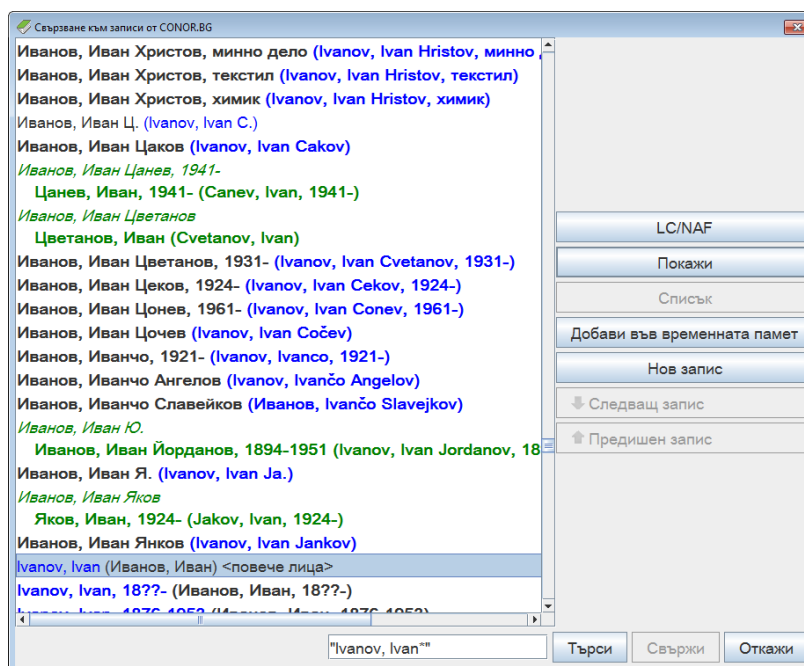 Свързване към записи от CONOR.BG
Иванов, Иван Христов, минно дело (Ivanov, Ivan Hristov, минно
Иванов, Иван Христов, текстил (Ivanov, Ivan Hristov, текстил)
Иванов, Иван Христов, химик (Ivanov, Ivan Hristov, химик)
Иванов, Иван Ц. (Ivanov, Ivan C.)
Иванов, Иван Цаков (Ivanov, Ivan Cakov)
Иванов, Иван Цанев, 1941-
Цанев, Иван, 1941- (Canev, Ivan, 1941-)
Иванов, Иван Цветанов
Цветанов, Иван (Cvetanov, Ivan)
Иванов, Иван Цветанов, 1931- (Ivanov, Ivan Cvetanov, 1931-)
Иванов, Иван Цеков, 1924- (Ivanov, Ivan Cekov, 1924-)
Иванов, Иван Цонев, 1961- (Ivanov, Ivan Conev, 1961-)
Иванов, Иван Цочев (Ivanov, Ivan Cočev)
Иванов, Иванчо, 1921- (Ivanov, Ivanco, 1921-)
Иванов, Иванчо Ангелов (Ivanov, Ivančo Angelov)
Иванов, Иванчо Славейков (Иванов, Ivančo Slavejkov)
Иванов, Иван Ю.
Иванов, Иван Йорданов, 1894-1951 (Ivanov, Ivan Jordanov, 18
Иванов, Иван Я. (Ivanov, Ivan Ja.)
Иванов, Иван Яков
Яков, Иван, 1924- (Jakov, Ivan, 1924-)
Иванов, Иван Янков (Ivanov, Ivan Jankov)
Ivanov, Ivan (Иванов, Иван) <повече лица>
Ivanov, Ivan, 18??- (Иванов, Иван, 18??-)
Ivanov, Ivan, 1876-1953 (Иванов, Иван, 1876-1953)
LC/NAF
Покажи
Списък
Добави във временната памет
Нов запис
Следващ запис
Предишен запис
"Ivanov, Ivan*"
Търси
Свържи
Откажи